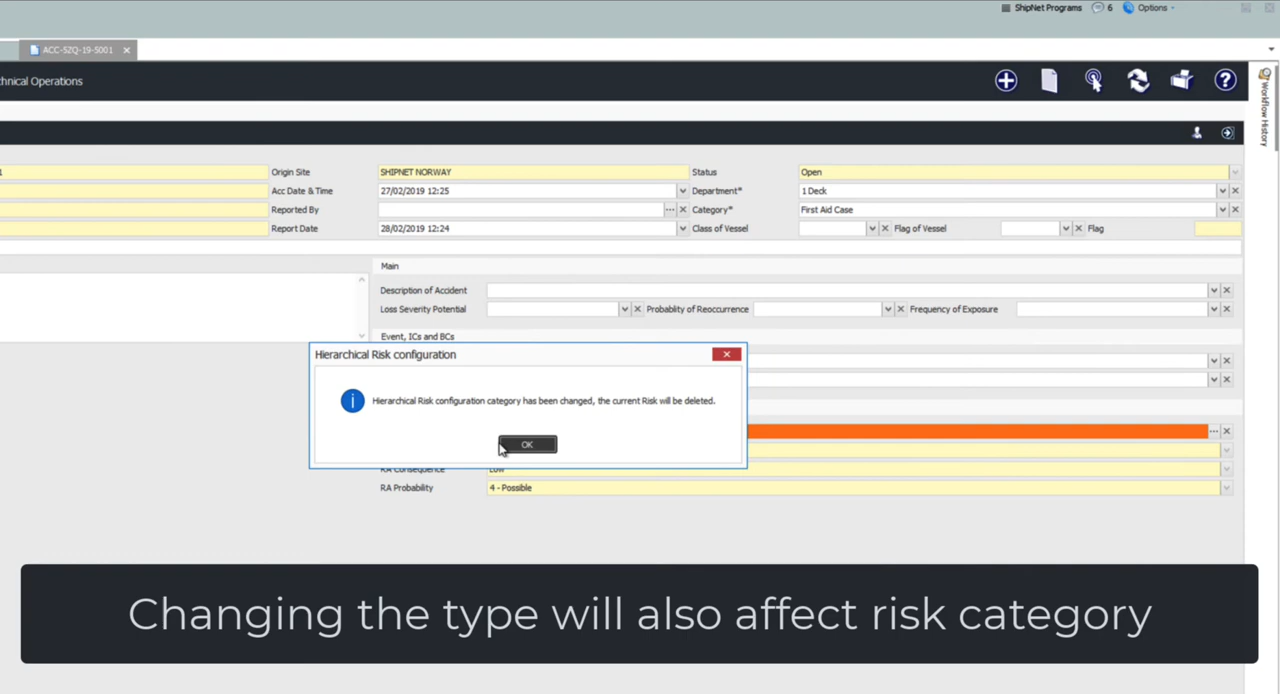 ShipNet Programs 6 Options
ACC-SZQ-19-S001
hnical Operations
Workflow History
1 Origin Site SHIPNET NORWAY Status Open
Acc Date & Time 27/02/2019 12:25 Department* 1 Deck
Reported By Category* First Aid Case
Report Date 28/02/2019 12:24 Class of Vessel Flag of Vessel Flag
Main
Description of Accident
Loss Severity Potential Probablity of Reoccurrence Frequency of Exposure
Event, ICs and BCs
Hierarchical Risk configuration
Hierarchical Risk configuration category has been changed, the current Risk will be deleted.
OK
RA Consequence Low
RA Probability 4 - Possible
Changing the type will also affect risk category